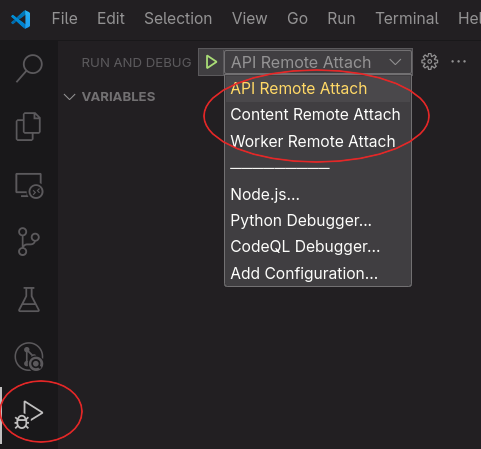 File Edit Selection View Go Run Terminal Hel
RUN AND DEBUG API Remote Attach ...
VARIABLES
API Remote Attach
Content Remote Attach
Worker Remote Attach
Node.js...
Python Debugger...
CodeQL Debugger...
Add Configuration...